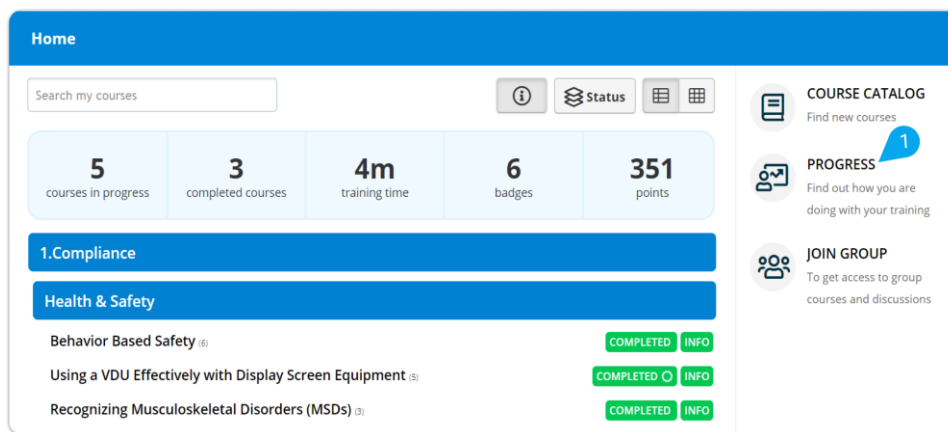 Home
Search my courses
Status
5
courses in progress
3
completed courses
4m
training time
6
badges
351
points
1.Compliance
Health & Safety
Behavior Based Safety (6)
COMPLETED INFO
Using a VDU Effectively with Display Screen Equipment (5)
COMPLETED INFO
Recognizing Musculoskeletal Disorders (MSDs) (3)
COMPLETED INFO
COURSE CATALOG
Find new courses
1
PROGRESS
Find out how you are
doing with your training
JOIN GROUP
To get access to group
courses and discussions